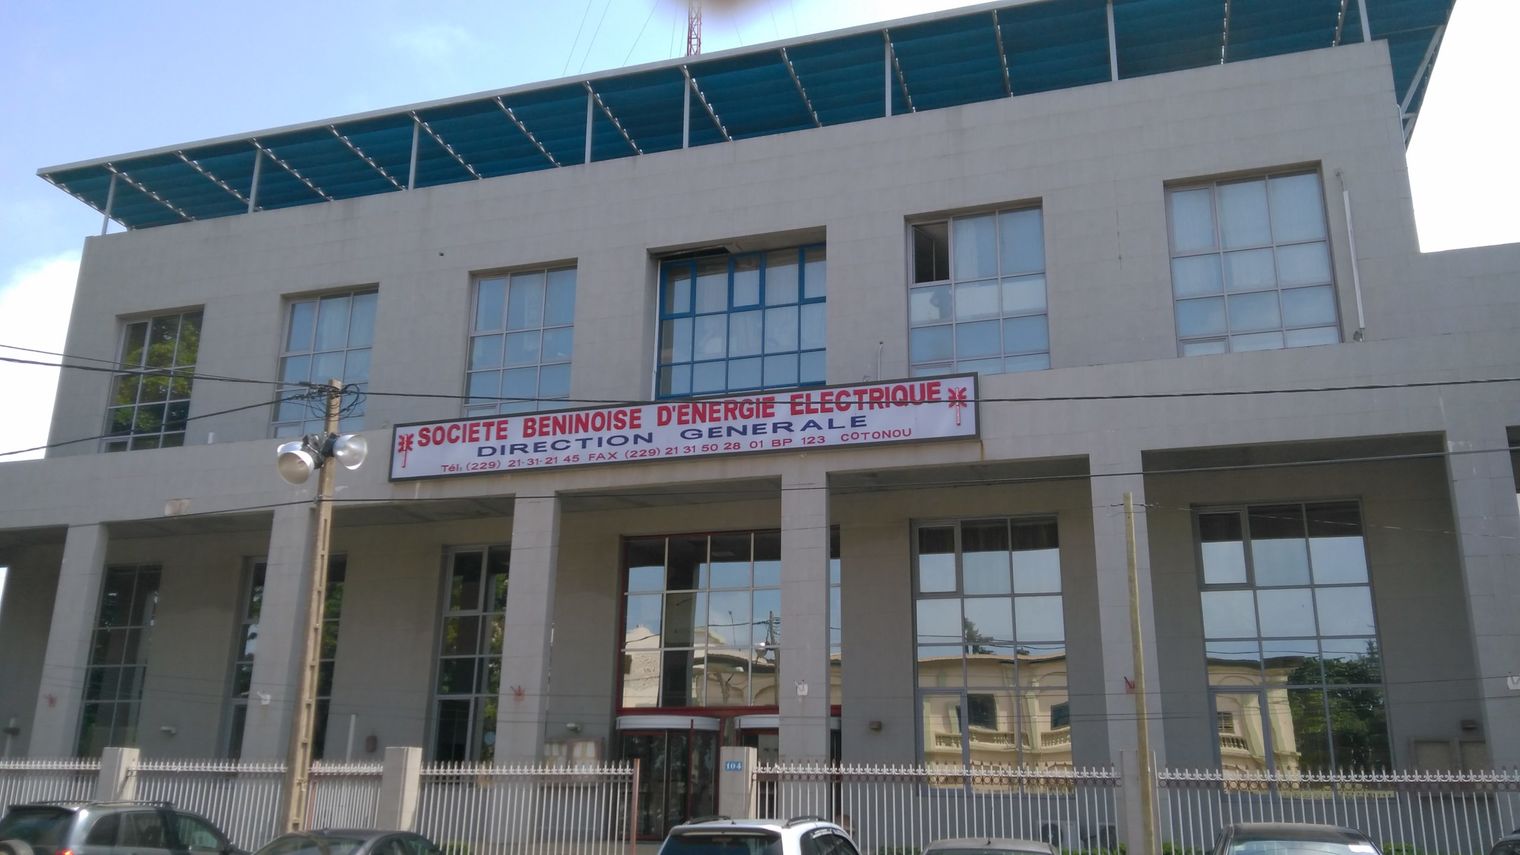 SOCIETE BENINOISE D'ENERGIE ELECTRIQUE
DIRECTION GENERALE
Tél. (229) 21-31-21 45 FAX (229) 21 31 50 28 01 BP 123 COTONOU
104